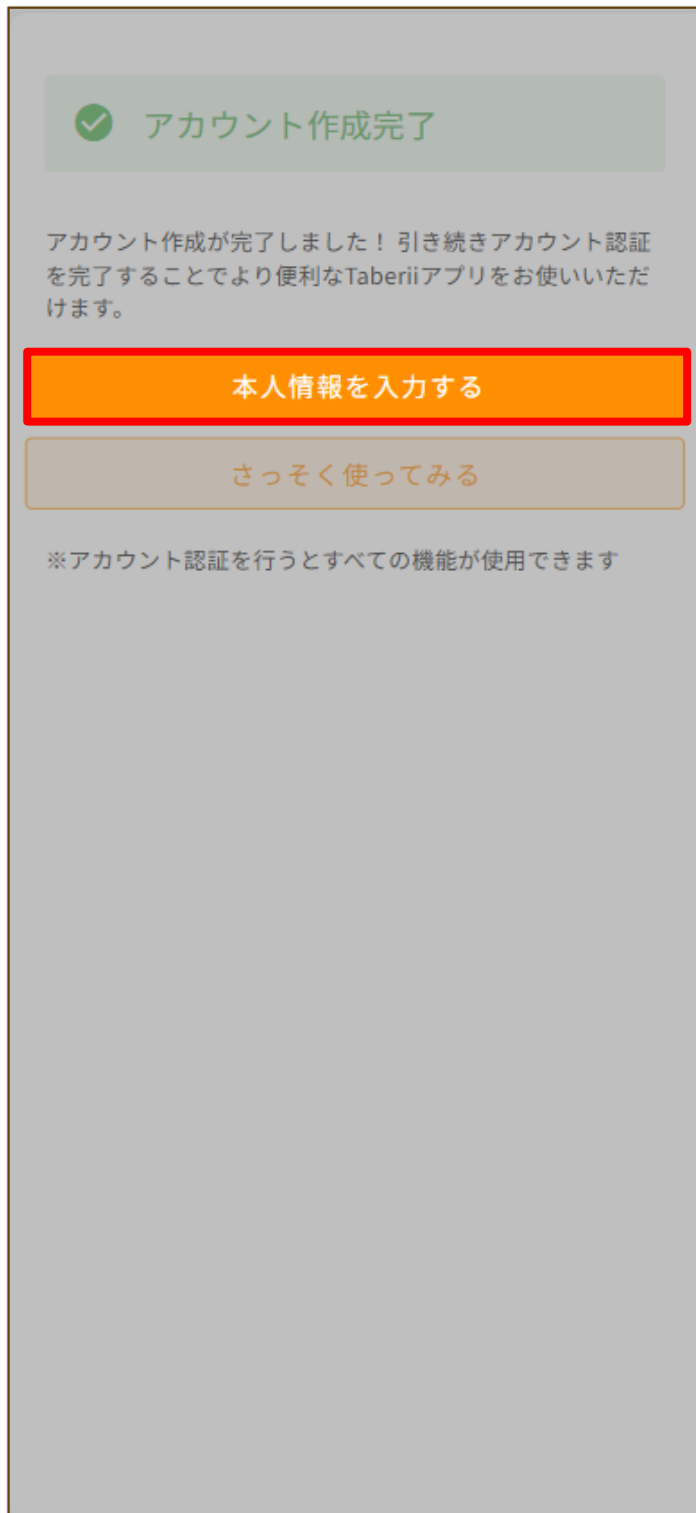 アカウント作成完了
アカウント作成が完了しました！ 引き続きアカウント認証
を完了することでより便利なTaberiiアプリをお使いいただ
けます。
本人情報を入力する
さっそく使ってみる
※アカウント認証を行うとすべての機能が使用できます